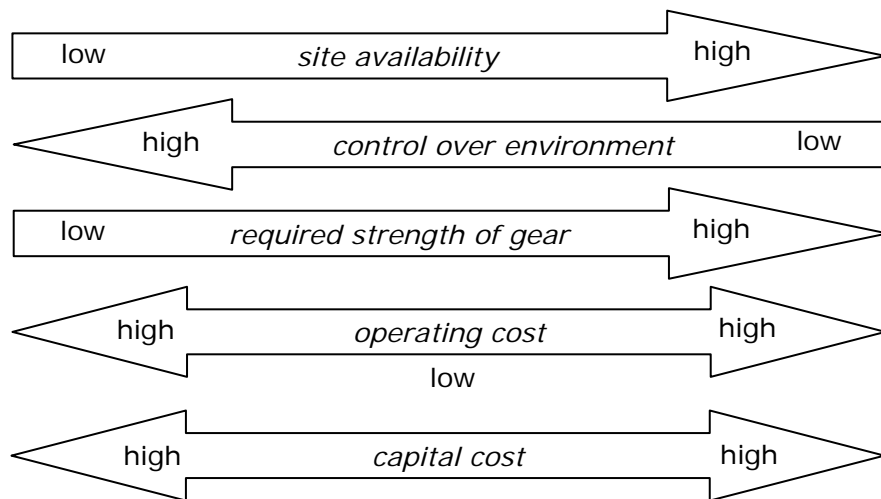 low site availability high
high control over environment low
low required strength of gear high
high operating cost high
low
high capital cost high